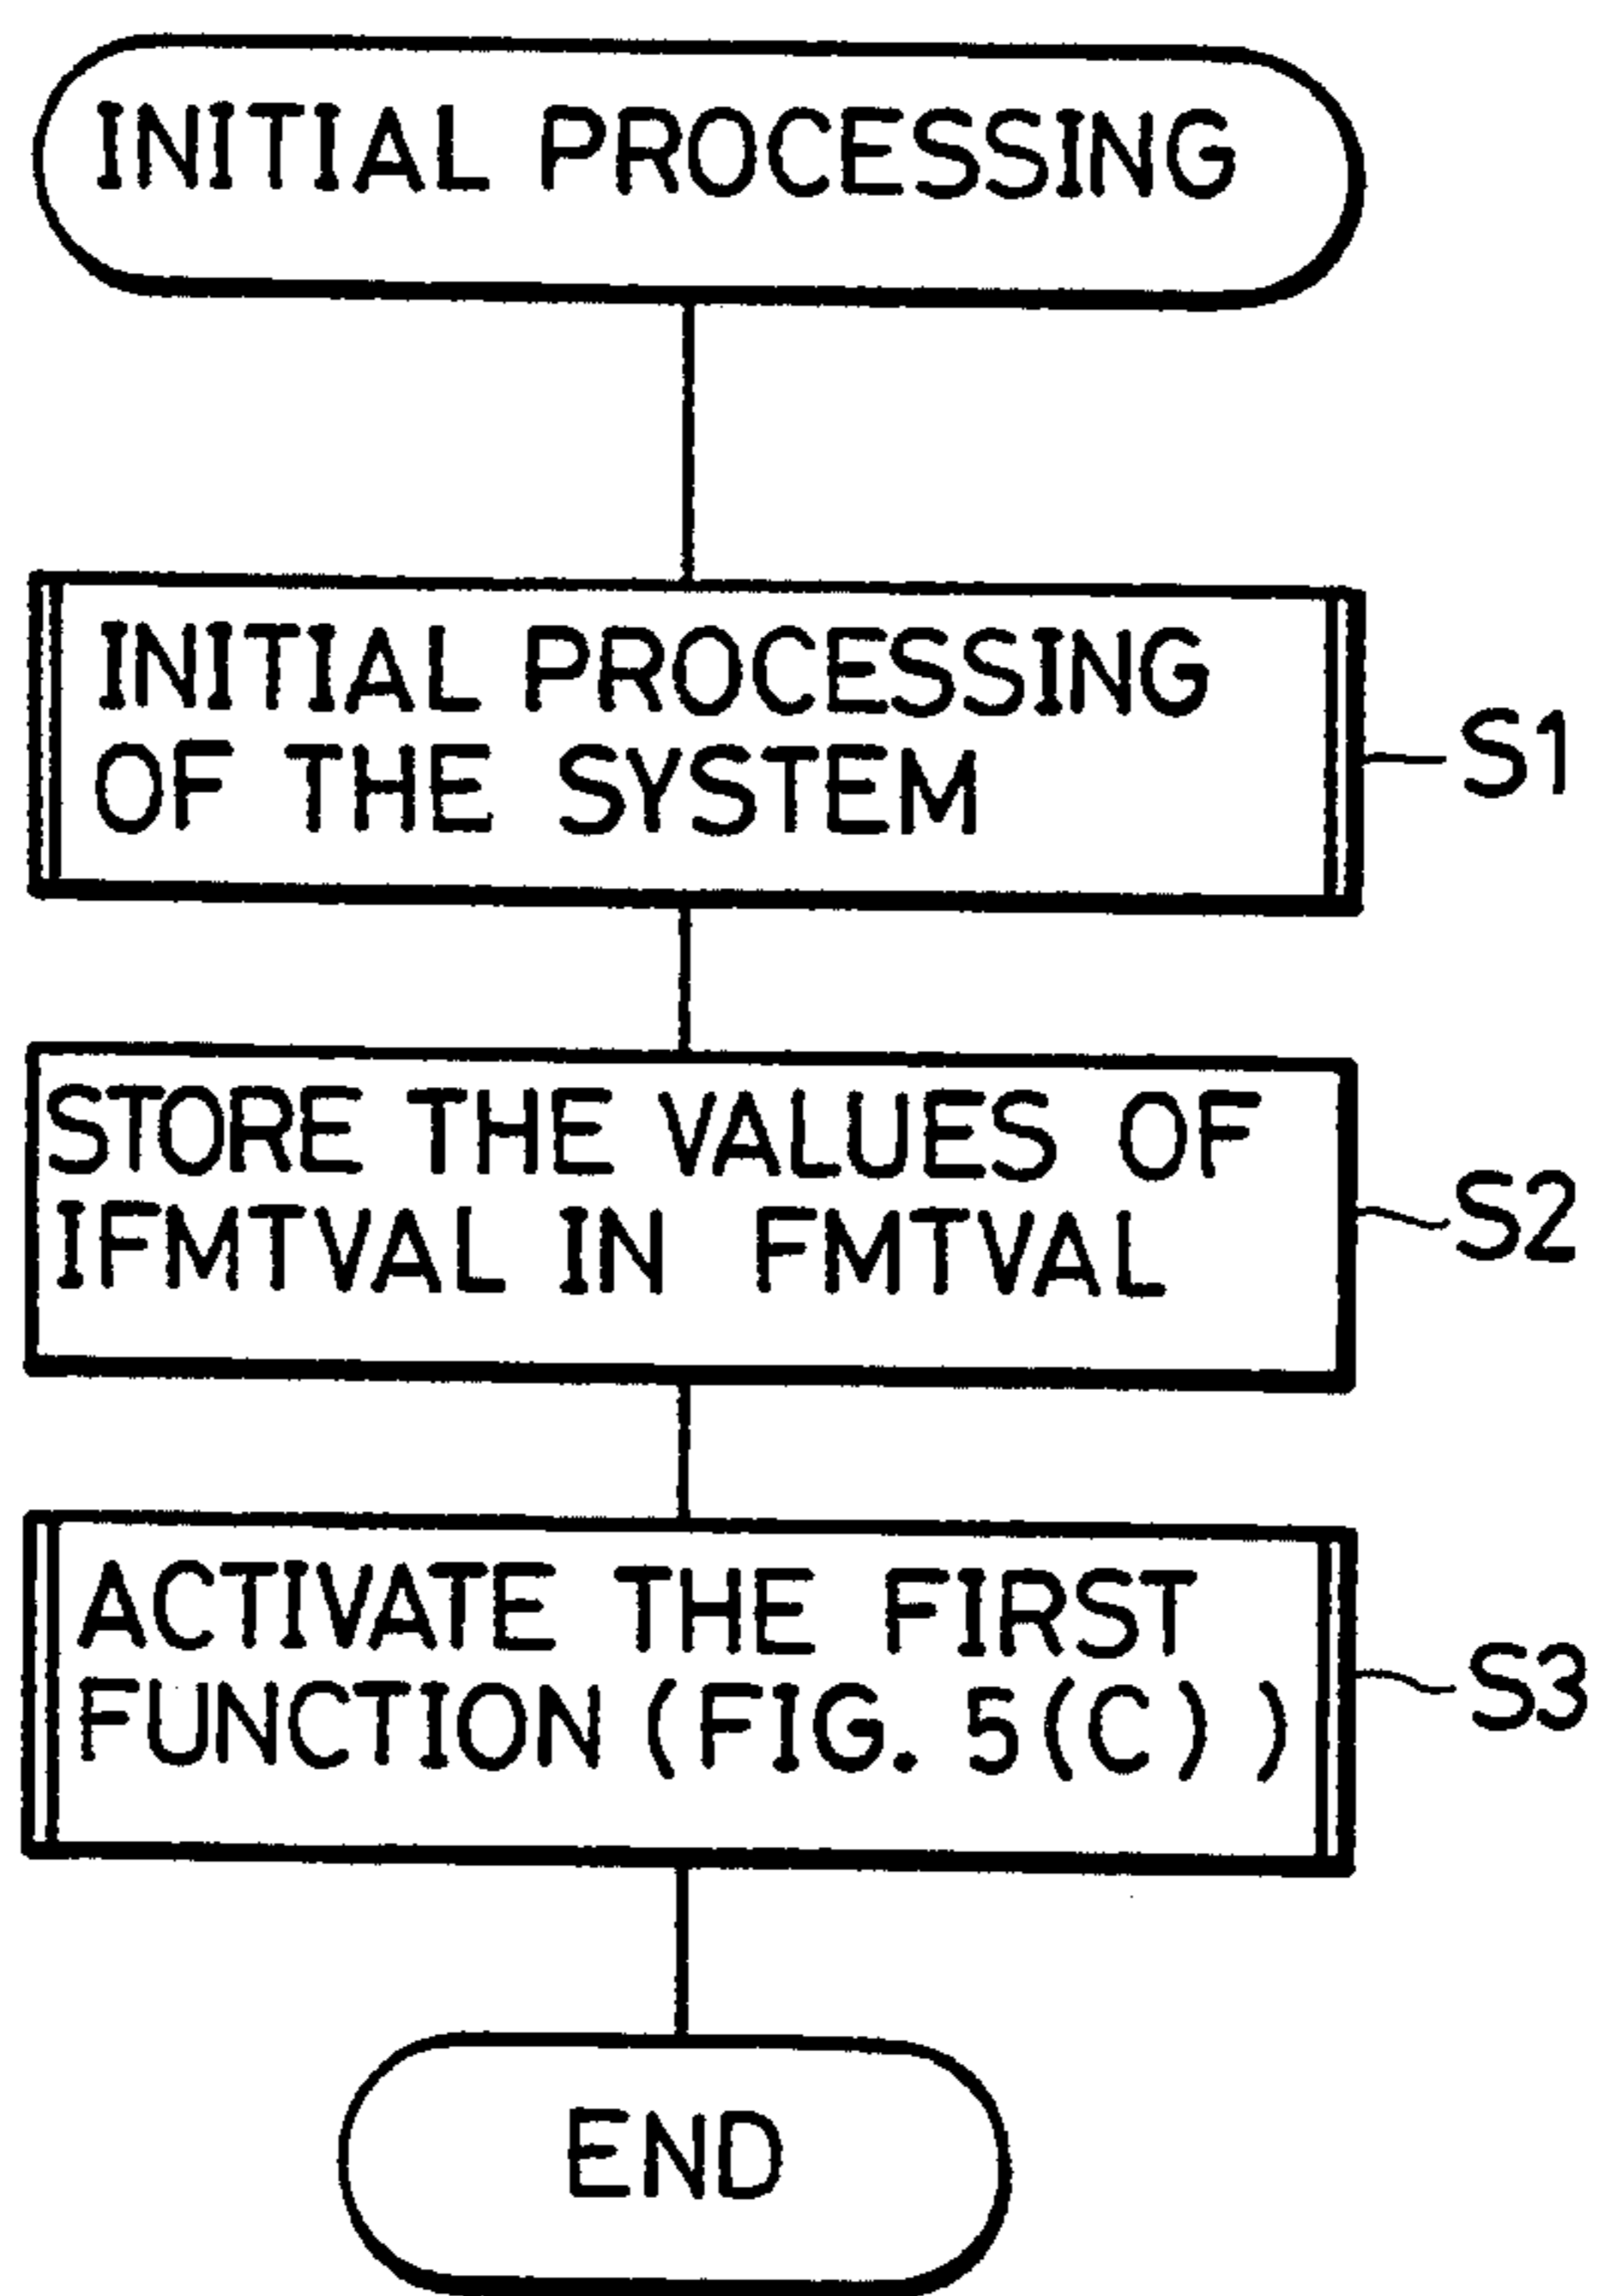 INITIAL PROCESSING
INITIAL PROCESSING
OF THE SYSTEM
S1
STORE THE VALUES OF
IFMTVAL IN FMTVAL
S2
ACTIVATE THE FIRST
FUNCTION (FIG. 5(C))
S3
END